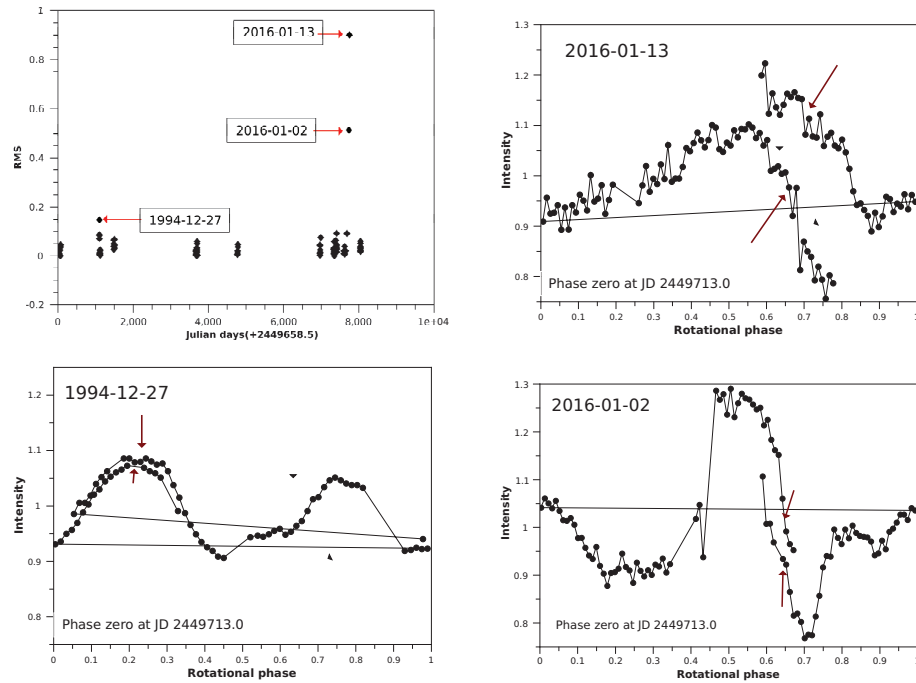 1
0.8
0.6
0.4
0.2
0
-0.2
RMS
2016-01-13
2016-01-02
1994-12-27
0 2,000 4,000 6,000 8,000 1e+04
Julian days(+2449658.5)
1.3
1.2
1.1
1
0.9
0.8
Intensity
2016-01-13
Phase zero at JD 2449713.0
0 0.1 0.2 0.3 0.4 0.5 0.6 0.7 0.8 0.9 1
Rotational phase
1.2
1.1
1
0.9
0.8
Intensity
1994-12-27
Phase zero at JD 2449713.0
0 0.1 0.2 0.3 0.4 0.5 0.6 0.7 0.8 0.9 1
Rotational phase
1.3
1.2
1.1
1
0.9
0.8
Intensity
2016-01-02
Phase zero at JD 2449713.0
0 0.1 0.2 0.3 0.4 0.5 0.6 0.7 0.8 0.9 1
Rotational phase